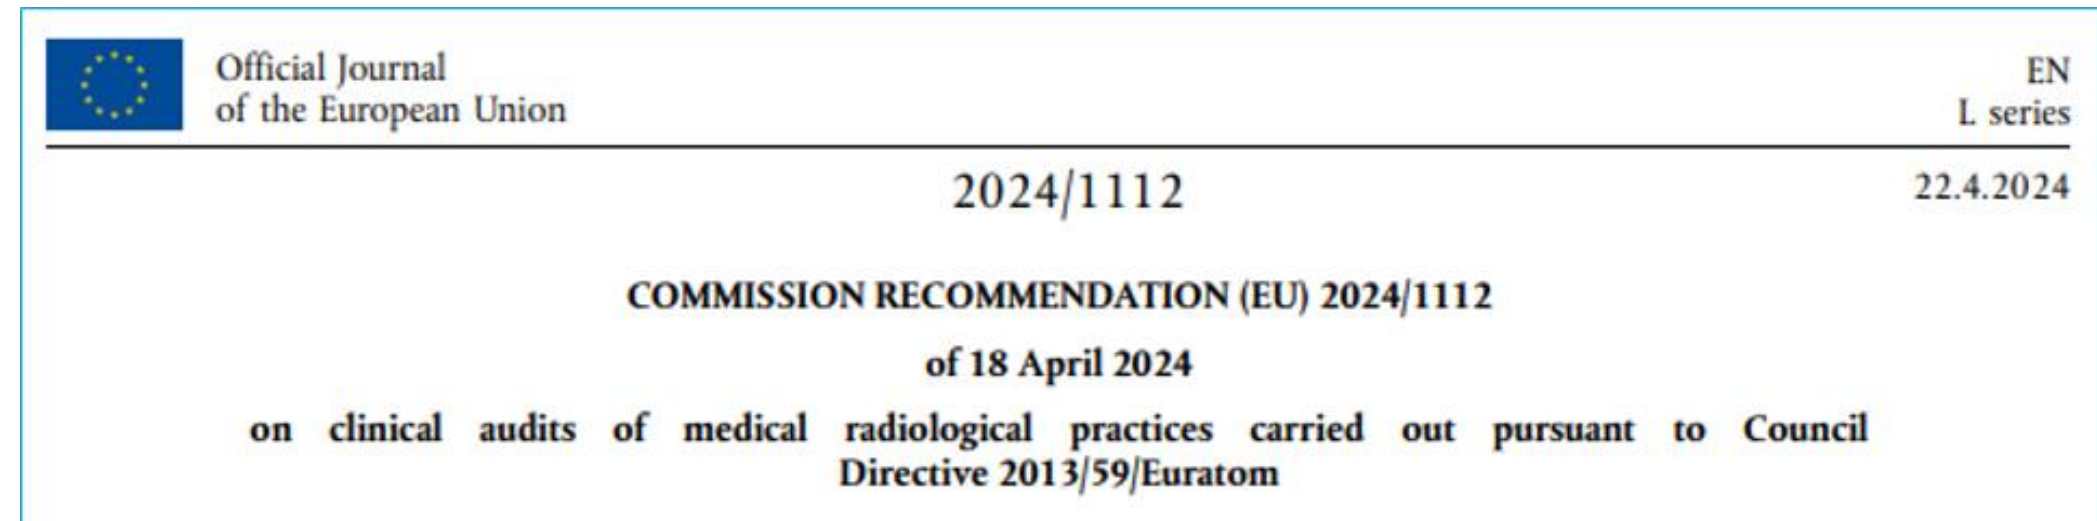 Official Journal
of the European Union
EN
L series
2024/1112
22.4.2024
COMMISSION RECOMMENDATION (EU) 2024/1112
of 18 April 2024
on clinical audits of medical radiological practices carried out pursuant to Council
Directive 2013/59/Euratom